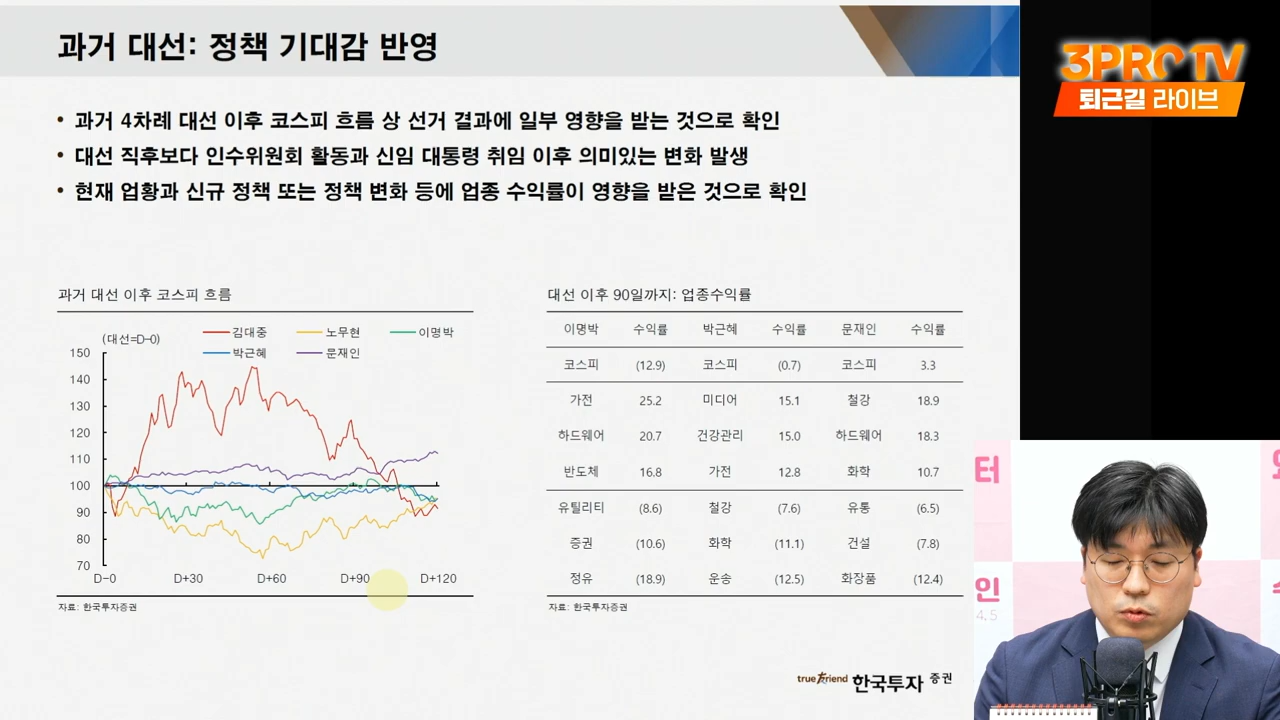 과거 대선: 정책 기대감 반영
3PRO TV
퇴근길 라이브
• 과거 4차례 대선 이후 코스피 흐름 상 선거 결과에 일부 영향을 받는 것으로 확인
• 대선 직후보다 인수위원회 활동과 신임 대통령 취임 이후 의미있는 변화 발생
• 현재 업황과 신규 정책 또는 정책 변화 등에 업종 수익률이 영향을 받은 것으로 확인
과거 대선 이후 코스피 흐름
(대선=D-0)
김대중 노무현 이명박
박근혜 문재인
150
140
130
120
110
100
90
80
70
D-0 D+30 D+60 D+90 D+120
자료: 한국투자증권
대선 이후 90일까지: 업종수익률
이명박 수익률 박근혜 수익률 문재인 수익률
코스피 (12.9) 코스피 (0.7) 코스피 3.3
가전 25.2 미디어 15.1 철강 18.9
하드웨어 20.7 건강관리 15.0 하드웨어 18.3
반도체 16.8 가전 12.8 화학 10.7
유틸리티 (8.6) 철강 (7.6) 유통 (6.5)
증권 (10.6) 화학 (11.1) 건설 (7.8)
정유 (18.9) 운송 (12.5) 화장품 (12.4)
자료: 한국투자증권
true friend 한국투자 증권
터
인
4.5